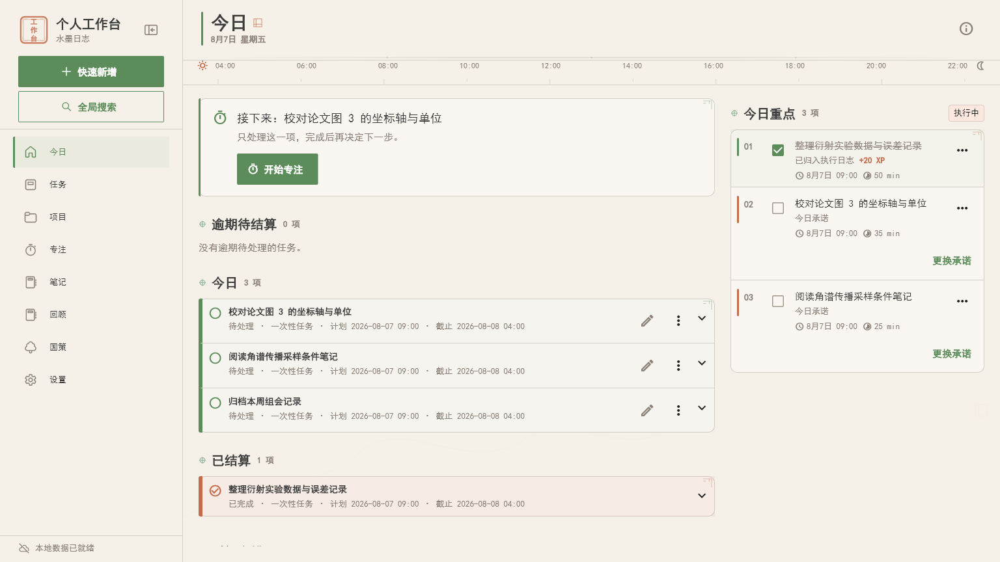 工作台
个人工作台
水墨日志
快速新增
全局搜索
今日
任务
项目
专注
笔记
回顾
国策
设置
本地数据已就绪
今日
8月7日 星期五
04:00 06:00 08:00 10:00 12:00 14:00 16:00 18:00 20:00 22:00
接下来：校对论文图 3 的坐标轴与单位
只处理这一项，完成后再决定下一步。
开始专注
逾期待结算 0 项
没有逾期待处理的任务。
今日 3 项
校对论文图 3 的坐标轴与单位
待处理 · 一次性任务 · 计划 2026-08-07 09:00 · 截止 2026-08-08 04:00
阅读角谱传播采样条件笔记
待处理 · 一次性任务 · 计划 2026-08-07 09:00 · 截止 2026-08-08 04:00
归档本周组会记录
待处理 · 一次性任务 · 计划 2026-08-07 09:00 · 截止 2026-08-08 04:00
已结算 1 项
整理衍射实验数据与误差记录
已完成 · 一次性任务 · 计划 2026-08-07 09:00 · 截止 2026-08-08 04:00
今日重点 3 项 执行中
01 整理衍射实验数据与误差记录
已归入执行日志 +20 XP
8月7日 09:00 50 min
02 校对论文图 3 的坐标轴与单位
今日承诺
8月7日 09:00 35 min
更换承诺
03 阅读角谱传播采样条件笔记
今日承诺
8月7日 09:00 25 min
更换承诺